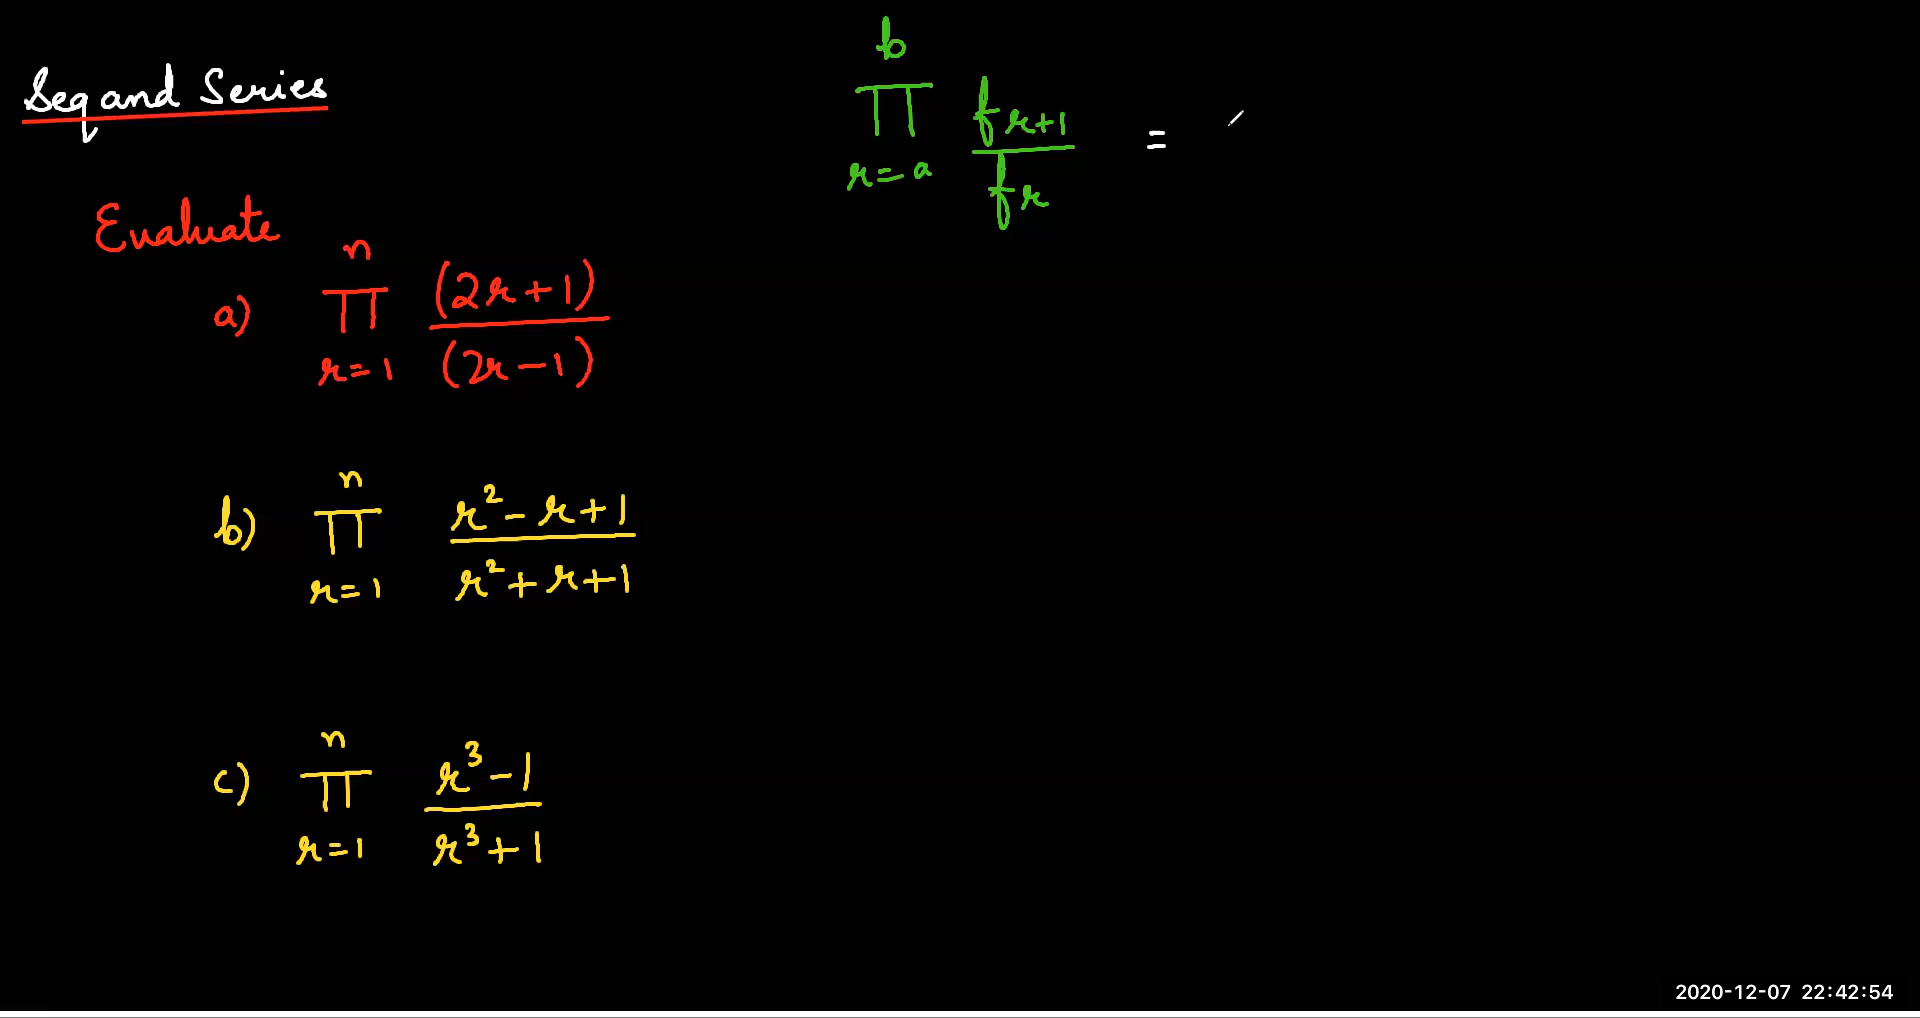 Seq and Series
b
∏ f_{r+1} / f_r =
r=a
Evaluate
a) ∏_{r=1}^{n} (2r+1) / (2r-1)
b) ∏_{r=1}^{n} r²-r+1 / r²+r+1
c) ∏_{r=1}^{n} r³-1 / r³+1
2020-12-07 22:42:54